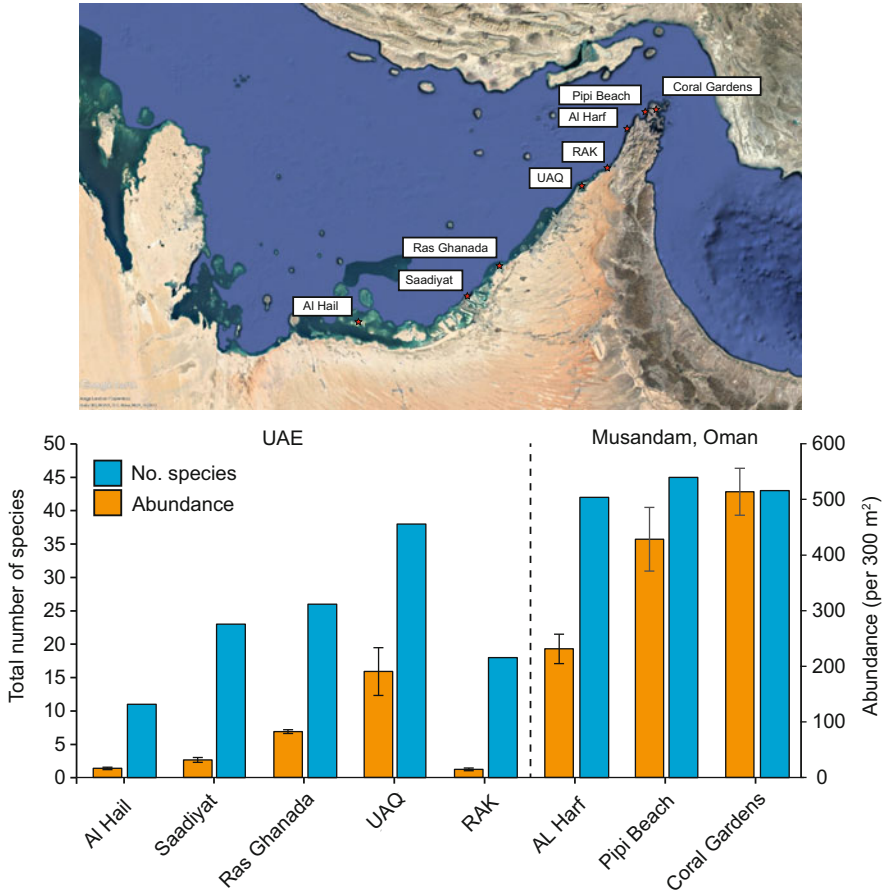 Coral Gardens
Pipi Beach
Al Harf
RAK
UAQ
Ras Ghanada
Saadiyat
Al Hail
UAE
Musandam, Oman
No. species
Abundance
Total number of species
50
45
40
35
30
25
20
15
10
5
0
Abundance (per 300 m²)
600
500
400
300
200
100
0
Al Hail
Saadiyat
Ras Ghanada
UAQ
RAK
AL Harf
Pipi Beach
Coral Gardens